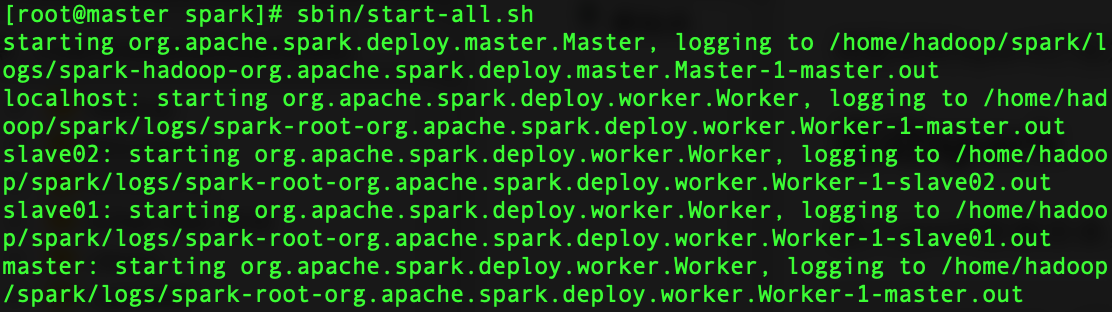 [root@master spark]# sbin/start-all.sh
starting org.apache.spark.deploy.master.Master, logging to /home/hadoop/spark/l
ogs/spark-hadoop-org.apache.spark.deploy.master.Master-1-master.out
localhost: starting org.apache.spark.deploy.worker.Worker, logging to /home/had
oop/spark/logs/spark-root-org.apache.spark.deploy.worker.Worker-1-master.out
slave02: starting org.apache.spark.deploy.worker.Worker, logging to /home/hadoo
p/spark/logs/spark-root-org.apache.spark.deploy.worker.Worker-1-slave02.out
slave01: starting org.apache.spark.deploy.worker.Worker, logging to /home/hadoo
p/spark/logs/spark-root-org.apache.spark.deploy.worker.Worker-1-slave01.out
master: starting org.apache.spark.deploy.worker.Worker, logging to /home/hadoop
/spark/logs/spark-root-org.apache.spark.deploy.worker.Worker-1-master.out